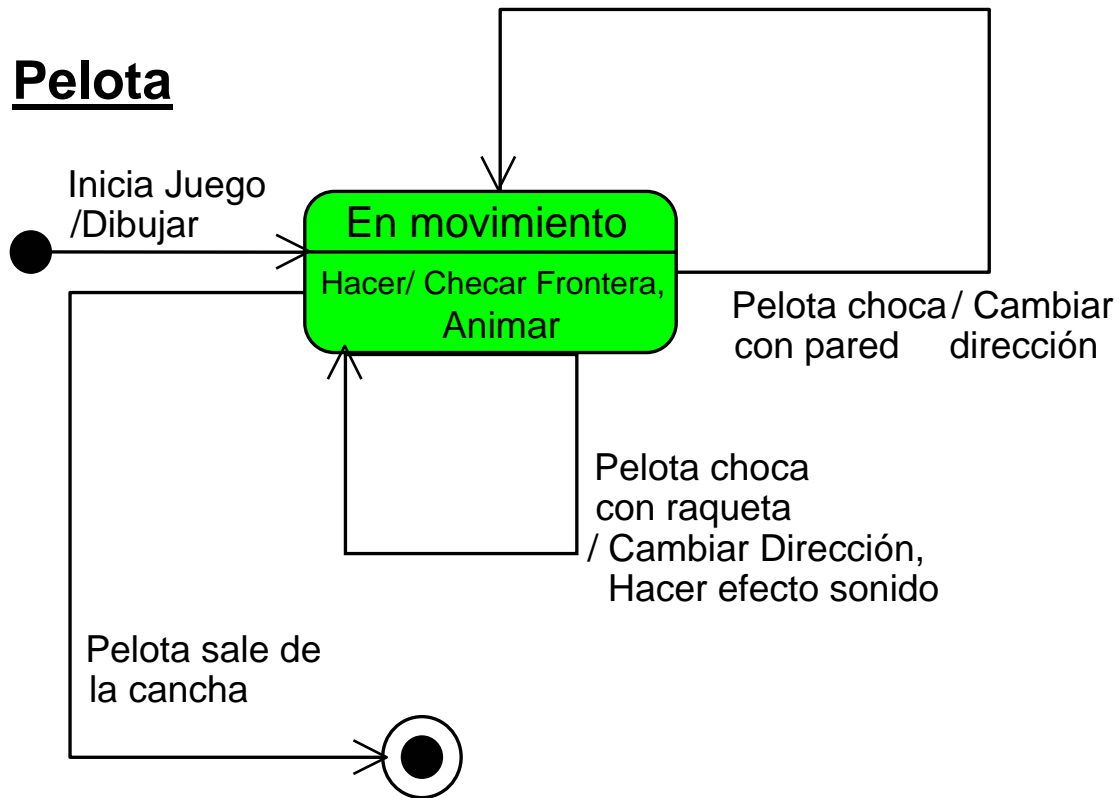 Pelota
Inicia Juego
/Dibujar
En movimiento
Hacer/ Checar Frontera,
Animar
Pelota choca / Cambiar
con pared dirección
Pelota choca
con raqueta
/ Cambiar Dirección,
Hacer efecto sonido
Pelota sale de
la cancha